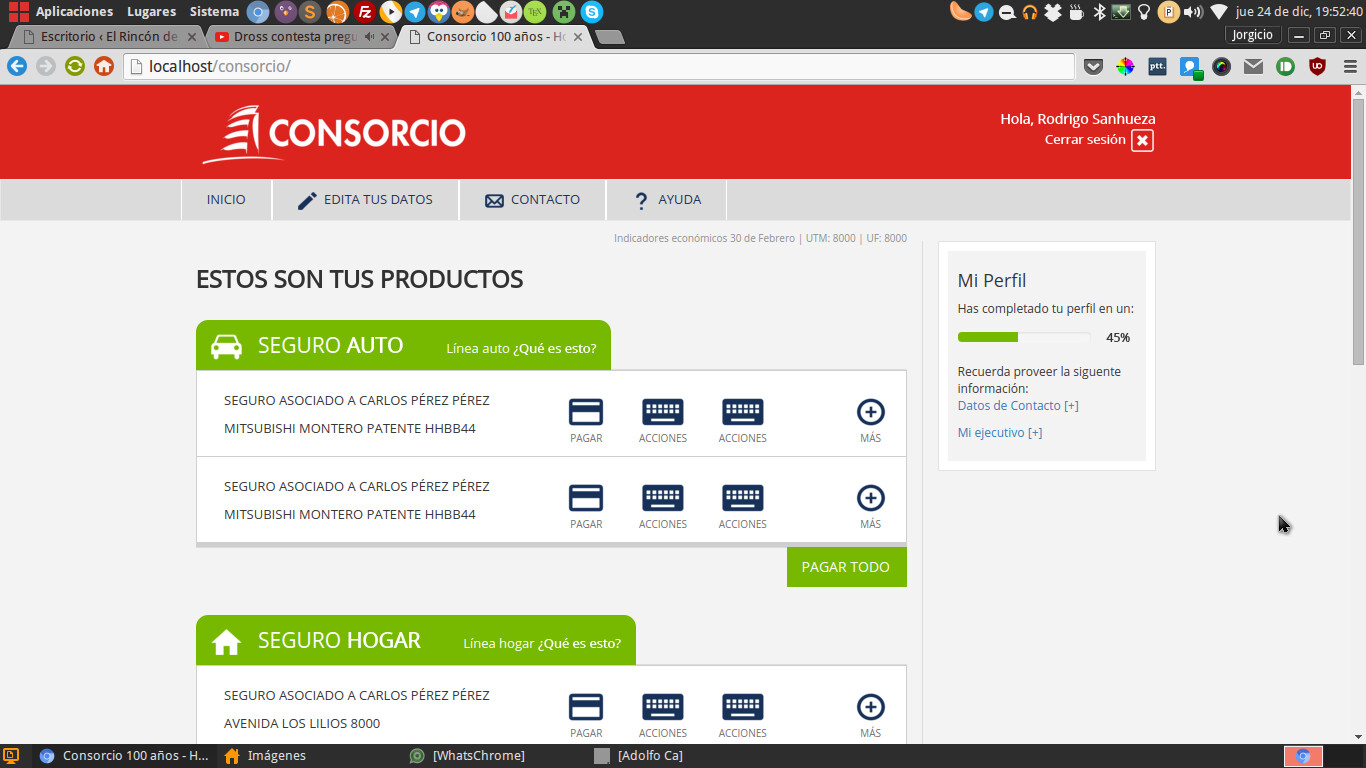 Aplicaciones Lugares Sistema
jue 24 de dic, 19:52:40
Escritorio ‹ El Rincón de
Dross contesta pregu
Consorcio 100 años - Ho
Jorgicio
localhost/consorcio/
ptt.
CONSORCIO
Hola, Rodrigo Sanhueza
Cerrar sesión
INICIO
EDITA TUS DATOS
CONTACTO
AYUDA
Indicadores económicos 30 de Febrero | UTM: 8000 | UF: 8000
ESTOS SON TUS PRODUCTOS
SEGURO AUTO
Línea auto ¿Qué es esto?
SEGURO ASOCIADO A CARLOS PÉREZ PÉREZ
MITSUBISHI MONTERO PATENTE HHBB44
PAGAR
ACCIONES
ACCIONES
MÁS
SEGURO ASOCIADO A CARLOS PÉREZ PÉREZ
MITSUBISHI MONTERO PATENTE HHBB44
PAGAR
ACCIONES
ACCIONES
MÁS
PAGAR TODO
SEGURO HOGAR
Línea hogar ¿Qué es esto?
SEGURO ASOCIADO A CARLOS PÉREZ PÉREZ
AVENIDA LOS LILIOS 8000
PAGAR
ACCIONES
ACCIONES
MÁS
Mi Perfil
Has completado tu perfil en un:
45%
Recuerda proveer la siguente
información:
Datos de Contacto [+]
Mi ejecutivo [+]
Consorcio 100 años - H...
Imágenes
[WhatsChrome]
[Adolfo Ca]